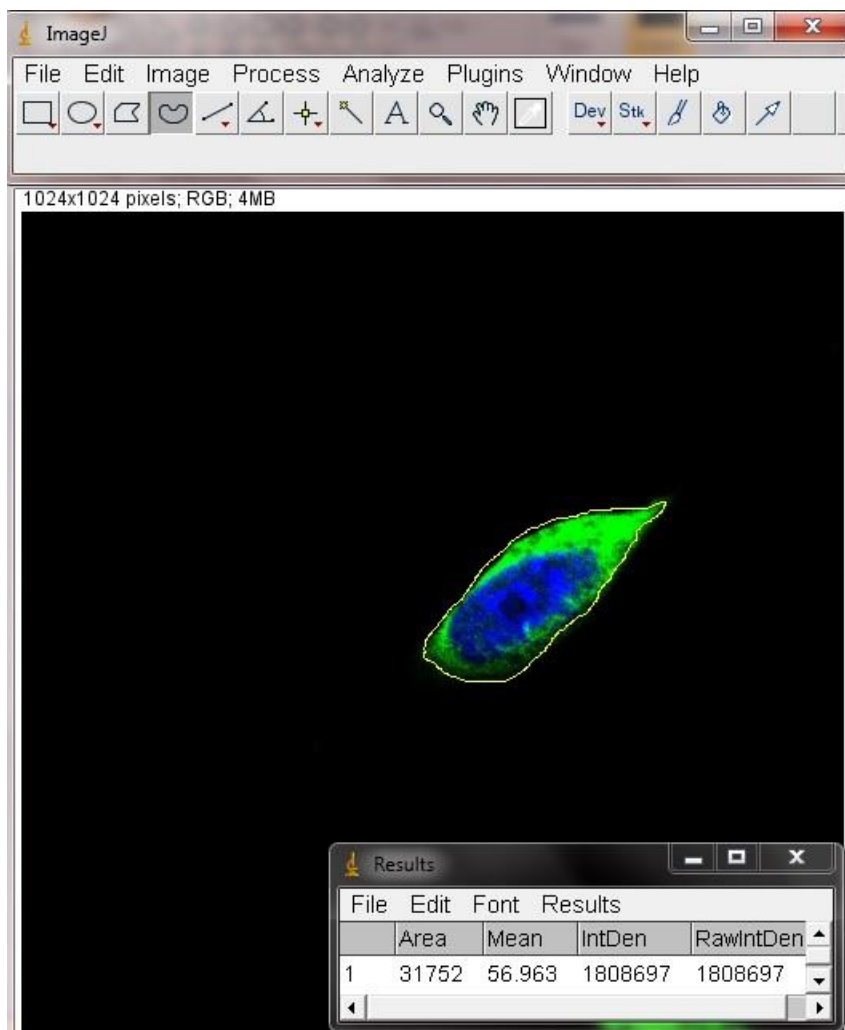 ImageJ
File Edit Image Process Analyze Plugins Window Help
A Dev Stk
1024x1024 pixels; RGB; 4MB
Results
File Edit Font Results
Area Mean IntDen RawIntDen
1 31752 56.963 1808697 1808697